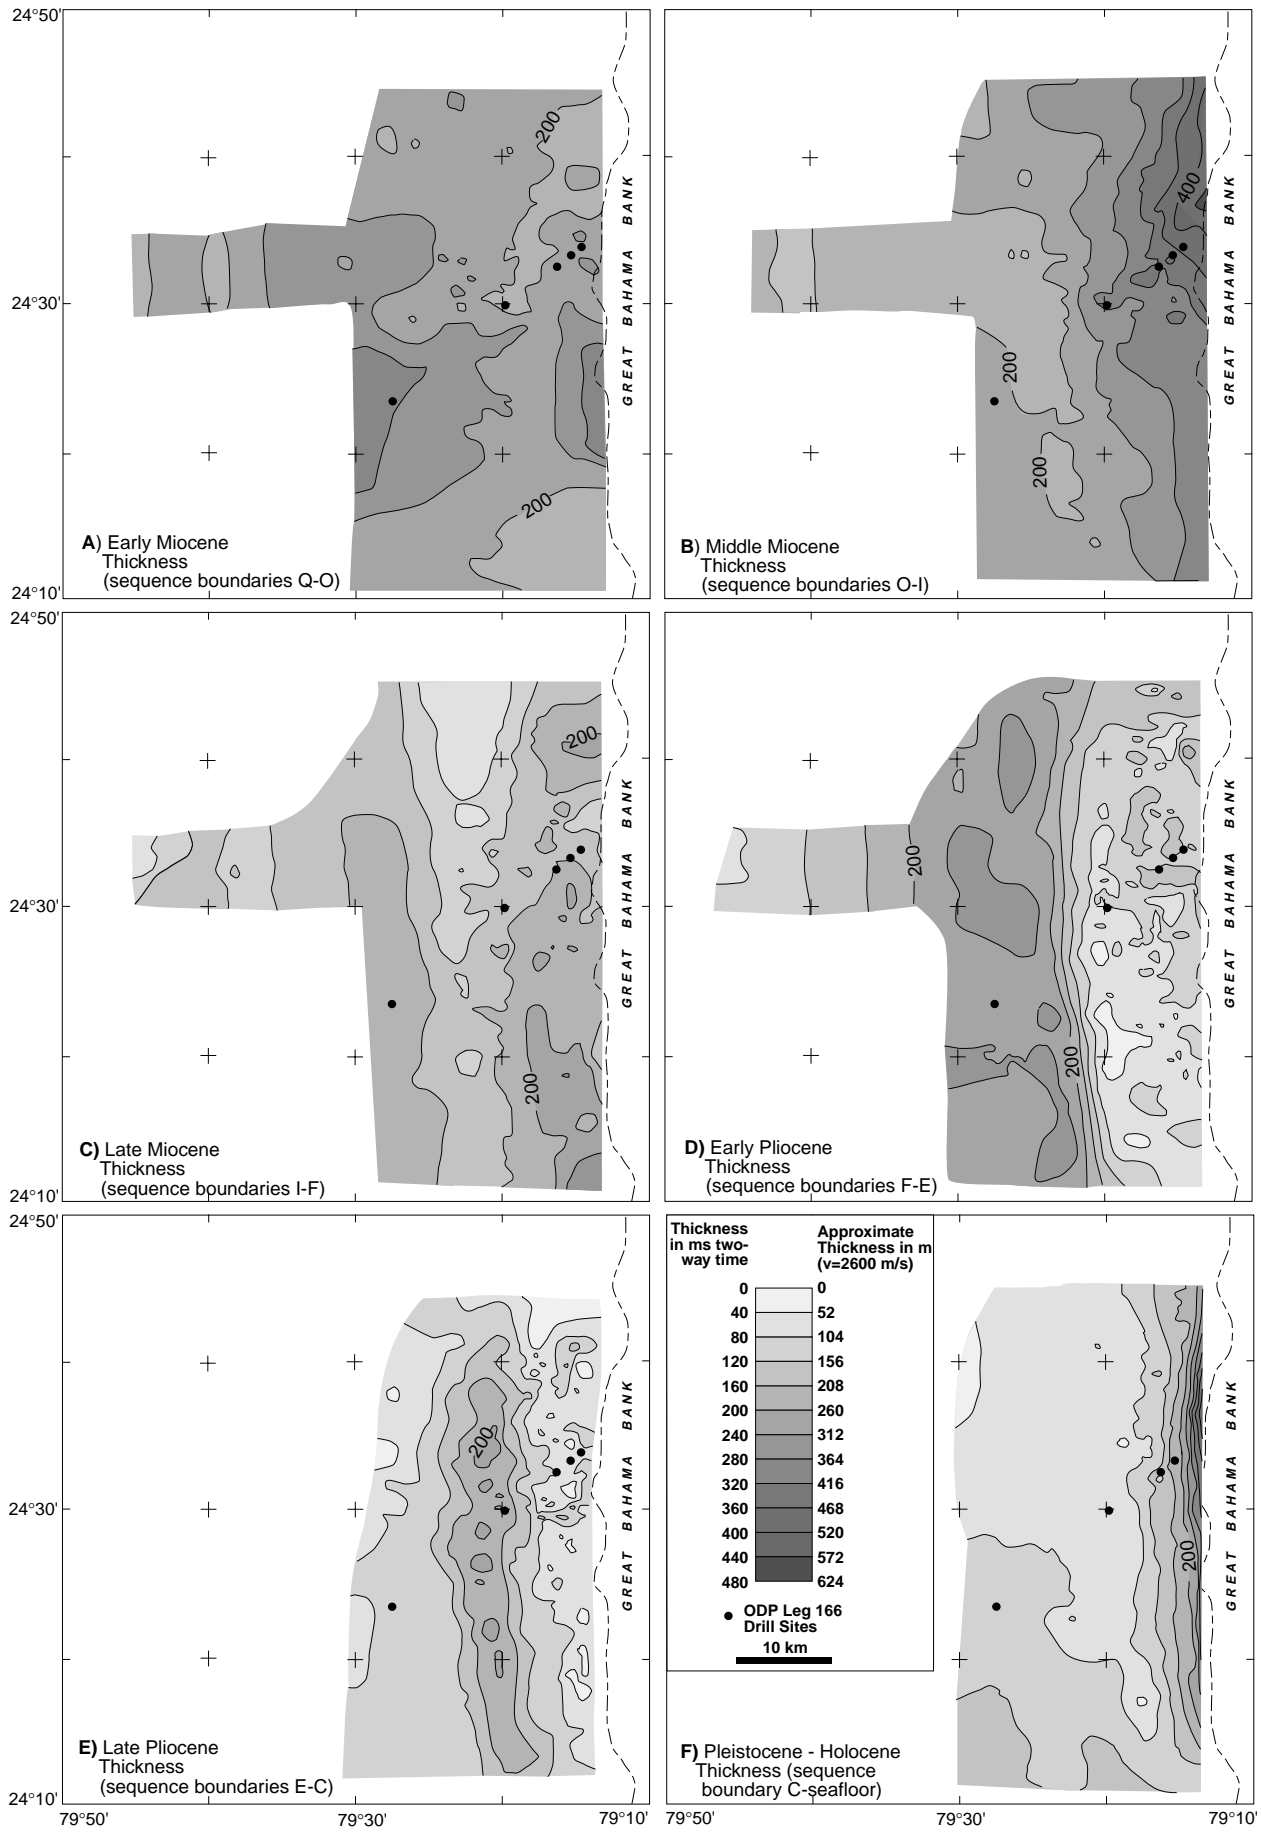 24°50'
200
200
GREAT BAHAMA BANK
24°30'
A) Early Miocene
Thickness
(sequence boundaries Q-O)
24°10'
400
200
200
GREAT BAHAMA BANK
B) Middle Miocene
Thickness
(sequence boundaries O-I)
24°50'
200
200
GREAT BAHAMA BANK
24°30'
C) Late Miocene
Thickness
(sequence boundaries I-F)
24°10'
200
200
GREAT BAHAMA BANK
D) Early Pliocene
Thickness
(sequence boundaries F-E)
24°50'
200
GREAT BAHAMA BANK
24°30'
E) Late Pliocene
Thickness
(sequence boundaries E-C)
24°10'
79°50'
79°30'
79°10'
Thickness
in ms two-
way time
Approximate
Thickness in m
(v=2600 m/s)
0 0
40 52
80 104
120 156
160 208
200 260
240 312
280 364
320 416
360 468
400 520
440 572
480 624
ODP Leg 166
Drill Sites
10 km
200
GREAT BAHAMA BANK
F) Pleistocene - Holocene
Thickness (sequence
boundary C-seafloor)
79°50'
79°30'
79°10'